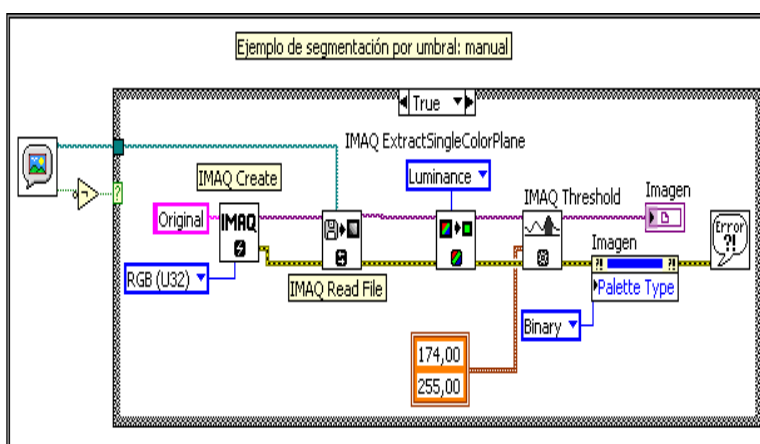 Ejemplo de segmentación por umbral: manual
True
IMAQ ExtractSingleColorPlane
IMAQ Create
Luminance
IMAQ Threshold
Imagen
Original
IMAQ
Error
?!
Imagen
?! ?!
RGB (U32)
IMAQ Read File
Palette Type
Binary
174,00
255,00
?